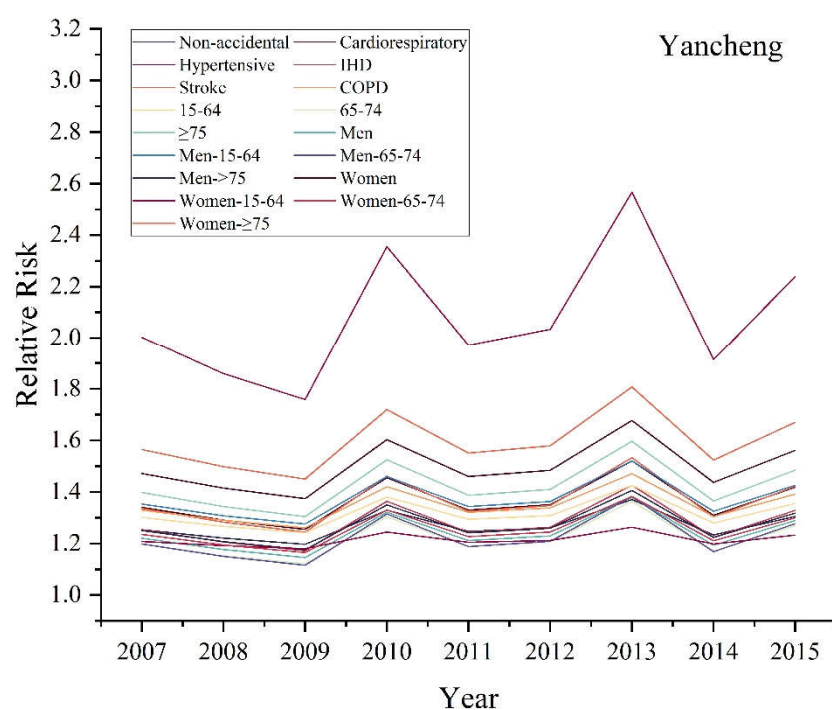 Yancheng
Non-accidental Cardiorespiratory
Hypertensive IHD
Stroke COPD
15-64 65-74
≥75 Men
Men-15-64 Men-65-74
Men->75 Women
Women-15-64 Women-65-74
Women-≥75
3.2
3.0
2.8
2.6
2.4
2.2
2.0
1.8
1.6
1.4
1.2
1.0
Relative Risk
2007 2008 2009 2010 2011 2012 2013 2014 2015
Year